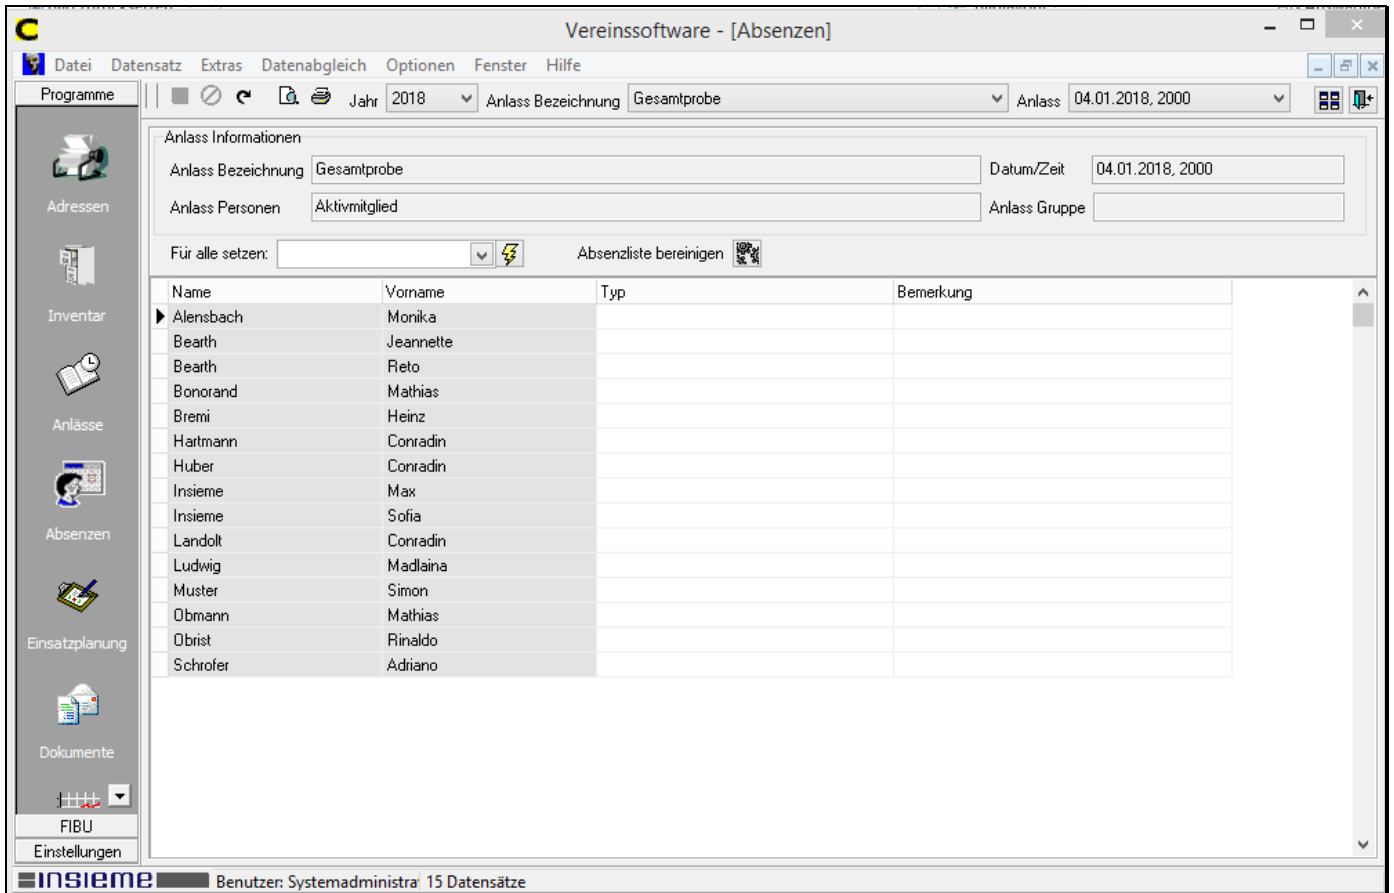 Vereinssoftware - [Absenzen]
Datei Datensatz Extras Datenabgleich Optionen Fenster Hilfe
Programme
Jahr 2018 Anlass Bezeichnung Gesamtprobe Anlass 04.01.2018, 2000
Anlass Informationen
Anlass Bezeichnung Gesamtprobe Datum/Zeit 04.01.2018, 2000
Anlass Personen Aktivmitglied Anlass Gruppe
Für alle setzen: Absenzliste bereinigen
Adressen
Inventar
Anlässe
Absenzen
Einsatzplanung
Dokumente
FIBU
Einstellungen
Name Vorname Typ Bemerkung
Alensbach Monika
Bearth Jeannette
Bearth Reto
Bonorand Mathias
Bremi Heinz
Hartmann Conradin
Huber Conradin
Insieme Max
Insieme Sofia
Landolt Conradin
Ludwig Madlaina
Muster Simon
Obmann Mathias
Obrist Rinaldo
Schrofer Adriano
INSIEME Benutzer: Systemadministra 15 Datensätze